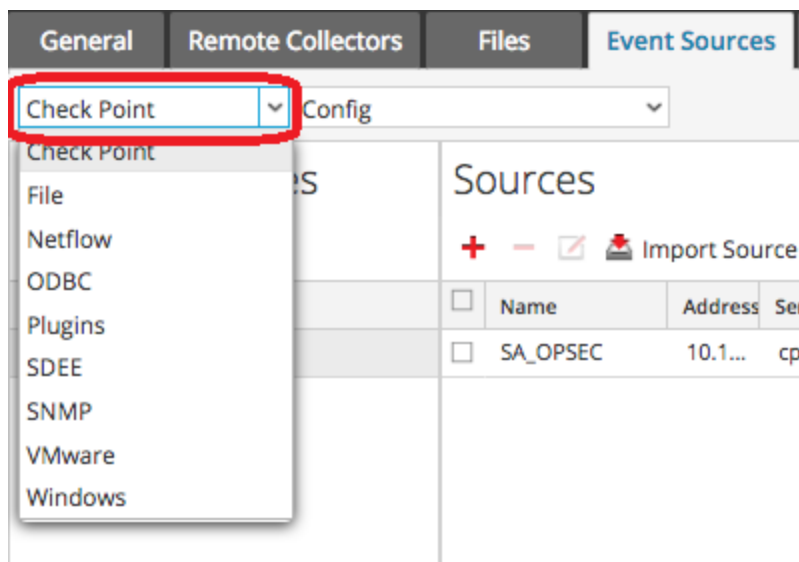 General Remote Collectors Files Event Sources
Check Point Config
Check Point
File
Netflow
ODBC
Plugins
SDEE
SNMP
VMware
Windows
Sources
Import Source
Name Address
SA_OPSEC 10.1...